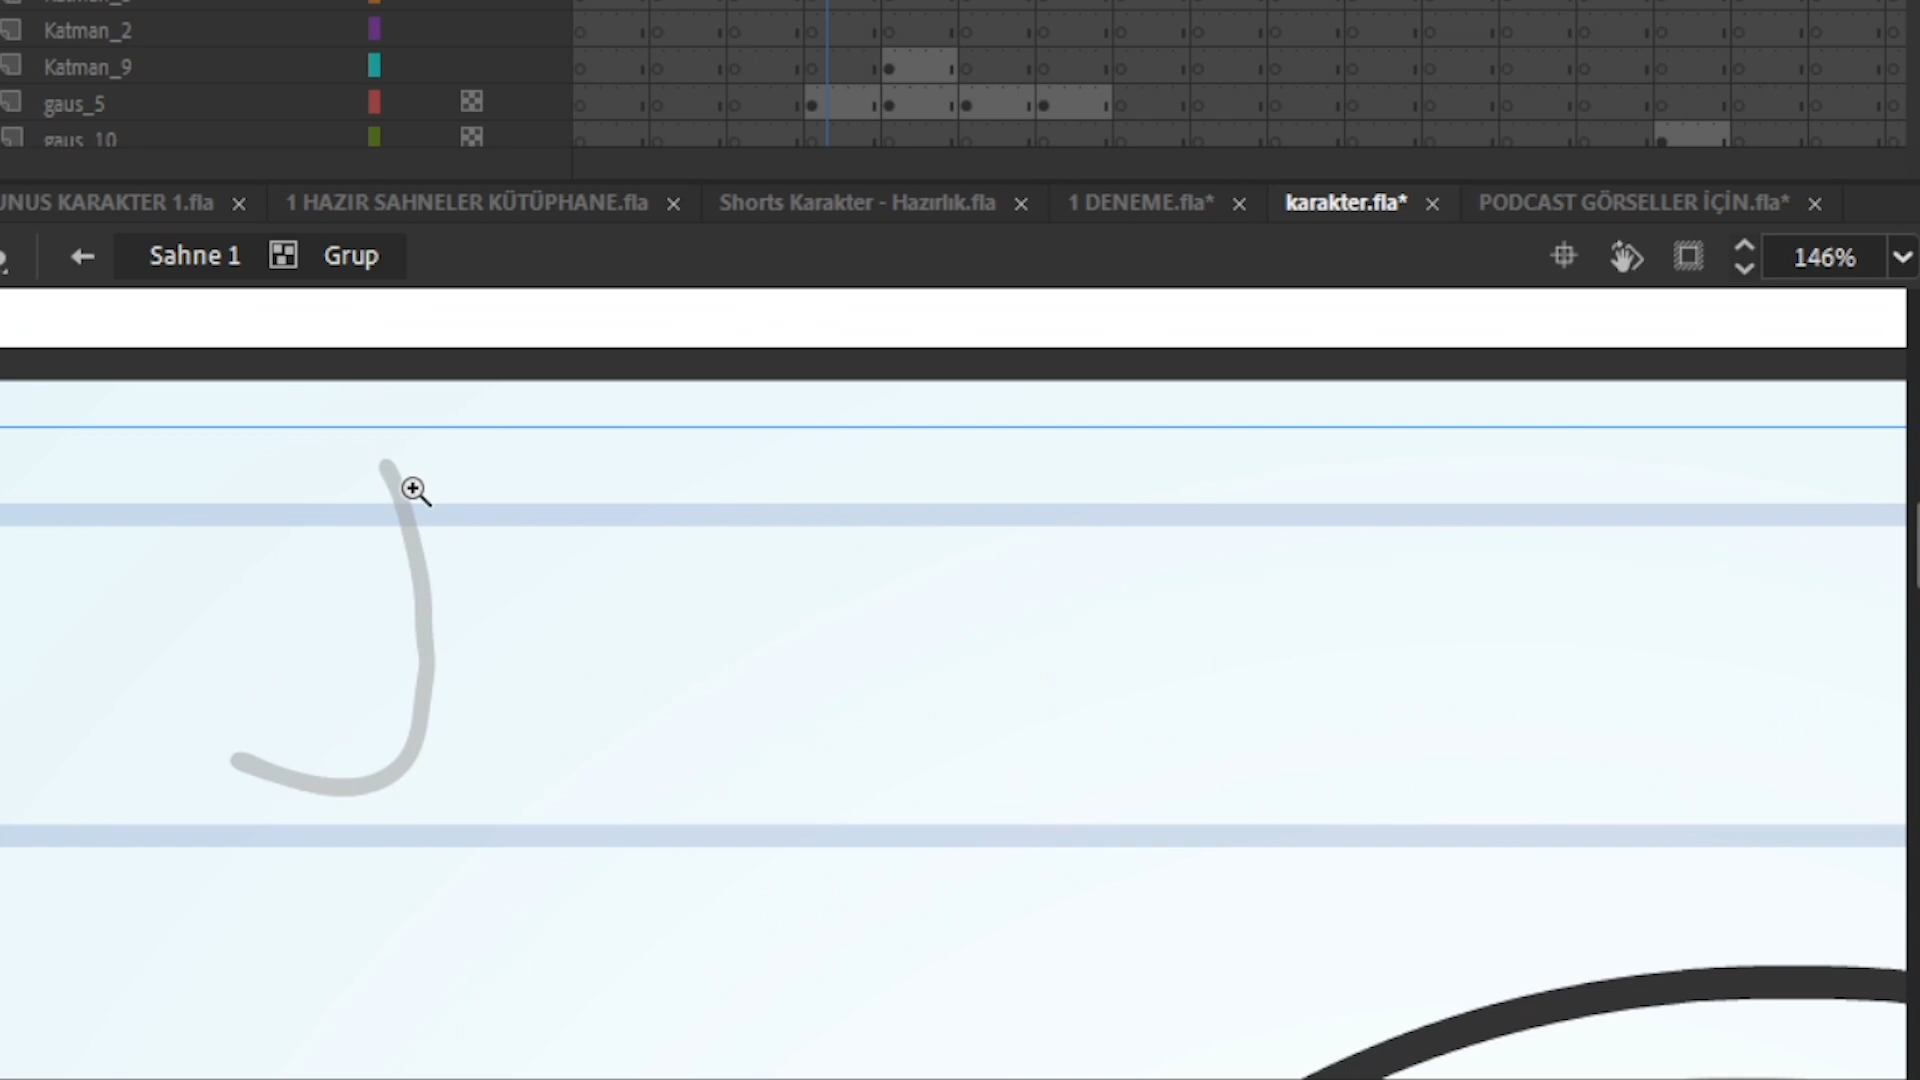 Katman_2
Katman_9
gaus_5
gaus_10
UNUS KARAKTER 1.fla
1 HAZIR SAHNELER KÜTÜPHANE.fla
Shorts Karakter - Hazırlık.fla
1 DENEME.fla*
karakter.fla*
PODCAST GÖRSELLER İÇİN.fla*
Sahne 1
Grup
146%